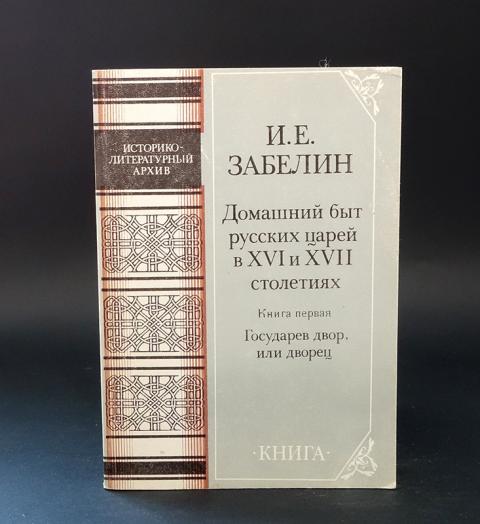 ИСТОРИКО-
ЛИТЕРАТУРНЫЙ
АРХИВ
И.Е.
ЗАБЕЛИН
Домашний быт
русских царей
в XVI и XVII
столетиях
Книга первая
Государев двор,
или дворец
·КНИГА·